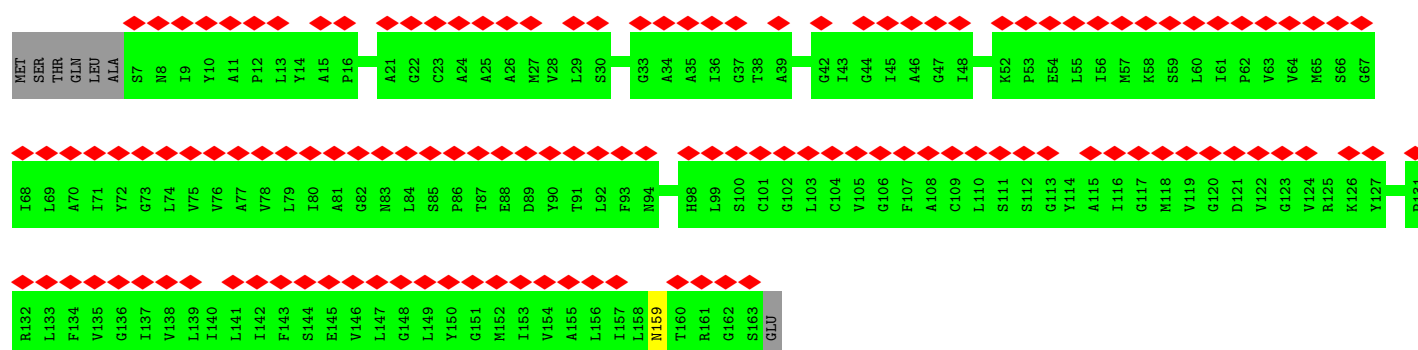 MET SER THR GLN LEU ALA S7 N8 I9 Y10 A11 P12 L13 Y14 A15 P16 A21 G22 C23 A24 A25 A26 M27 V28 L29 S30 G33 A34 A35 I36 G37 T38 A39 G42 I43 G44 I45 A46 G47 I48 K52 P53 E54 L55 I56 M57 K58 S59 L60 I61 P62 V63 V64 M65 S66 G67
I68 L69 A70 I71 Y72 G73 L74 V75 V76 A77 V78 L79 I80 A81 G82 N83 L84 S85 P86 T87 E88 D89 Y90 T91 L92 F93 N94 H98 L99 S100 C101 G102 L103 C104 V105 G106 F107 A108 C109 L110 S111 S112 G113 Y114 A115 I116 G117 M118 V119 G120 D121 V122 G123 V124 R125 K126 Y127
R132 L133 F134 V135 G136 I137 V138 L139 I140 L141 I142 F143 S144 E145 V146 L147 G148 L149 Y150 G151 M152 I153 V154 A155 L156 I157 L158 N159 T160 R161 G162 S163 GLU